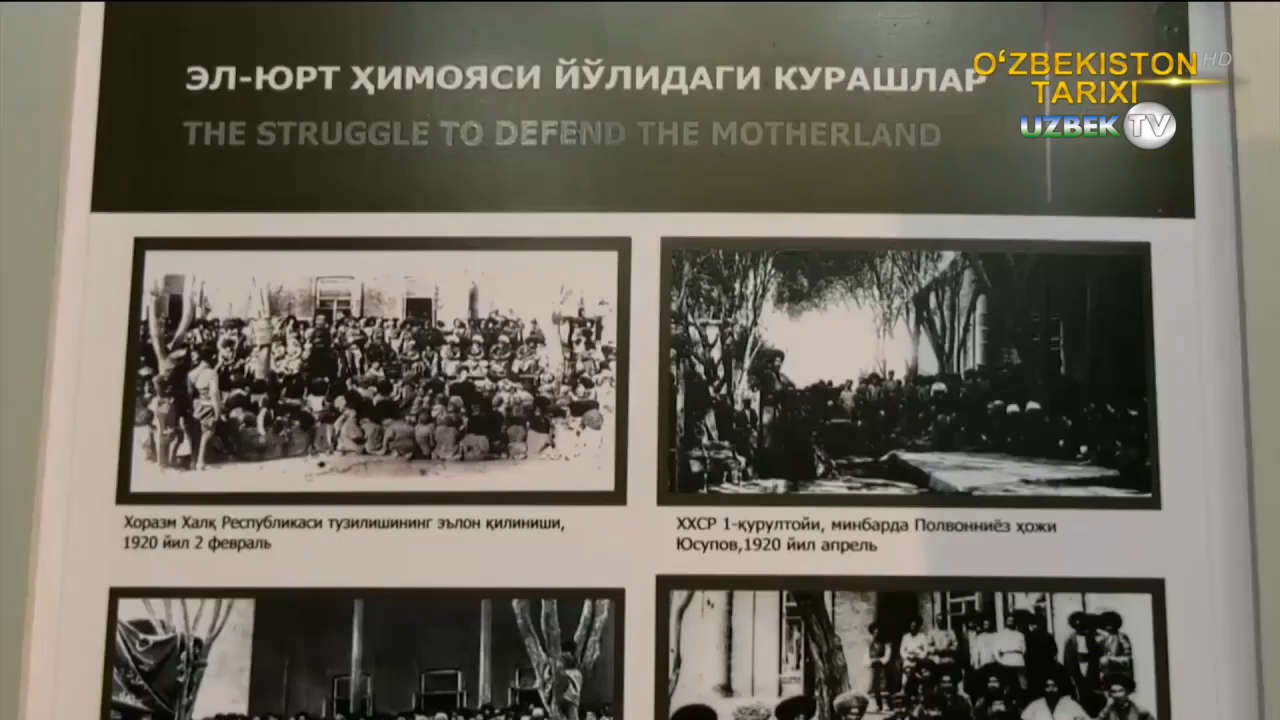 ЭЛ-ЮРТ ҲИМОЯСИ ЙЎЛИДАГИ КУРАШЛАР
THE STRUGGLE TO DEFEND THE MOTHERLAND
OʻZBEKISTON HD
TARIXI
UZBEK TV
Хоразм Халқ Республикаси тузилишининг эълон қилиниши,
1920 йил 2 февраль
ХХСР 1-қурултойи, минбарда Полвонниёз ҳожи
Юсупов,1920 йил апрель